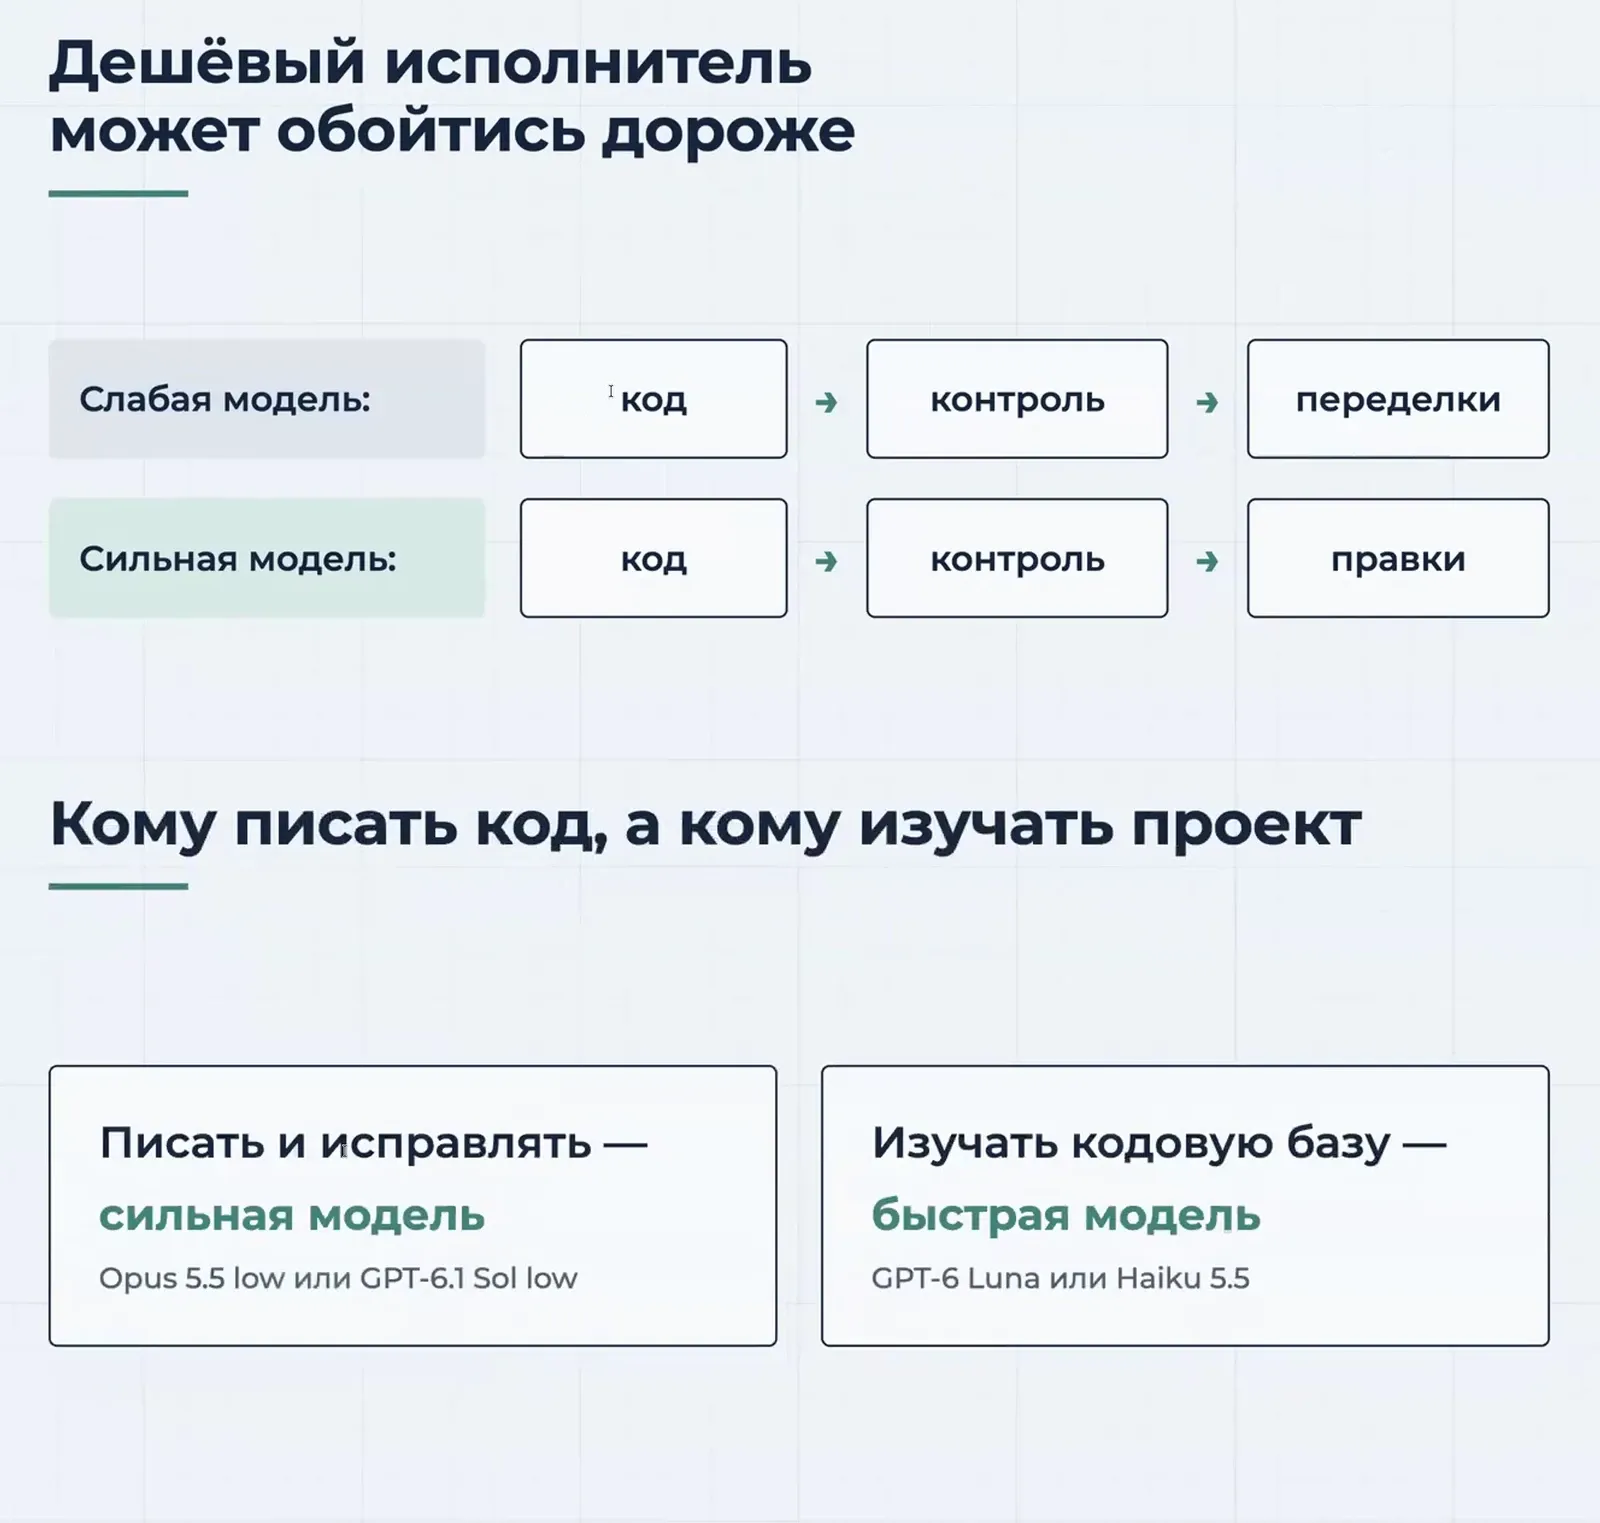 Дешёвый исполнитель
может обойтись дороже
Слабая модель:
код
→
контроль
→
переделки
Сильная модель:
код
→
контроль
→
правки
Кому писать код, а кому изучать проект
Писать и исправлять —
сильная модель
Opus 5.5 low или GPT-6.1 Sol low
Изучать кодовую базу —
быстрая модель
GPT-6 Luna или Haiku 5.5